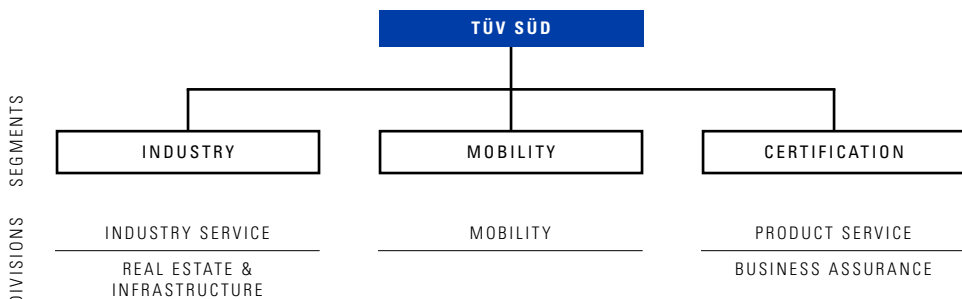 TÜV SÜD
SEGMENTS
INDUSTRY
MOBILITY
CERTIFICATION
DIVISIONS
INDUSTRY SERVICE
MOBILITY
PRODUCT SERVICE
REAL ESTATE &
INFRASTRUCTURE
BUSINESS ASSURANCE